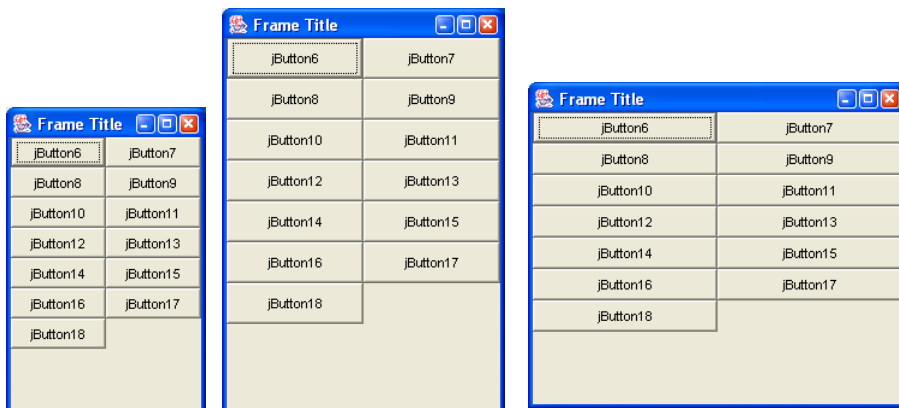 Frame Title
jButton6 jButton7
jButton8 jButton9
jButton10 jButton11
jButton12 jButton13
jButton14 jButton15
jButton16 jButton17
jButton18
Frame Title
jButton6 jButton7
jButton8 jButton9
jButton10 jButton11
jButton12 jButton13
jButton14 jButton15
jButton16 jButton17
jButton18
Frame Title
jButton6 jButton7
jButton8 jButton9
jButton10 jButton11
jButton12 jButton13
jButton14 jButton15
jButton16 jButton17
jButton18